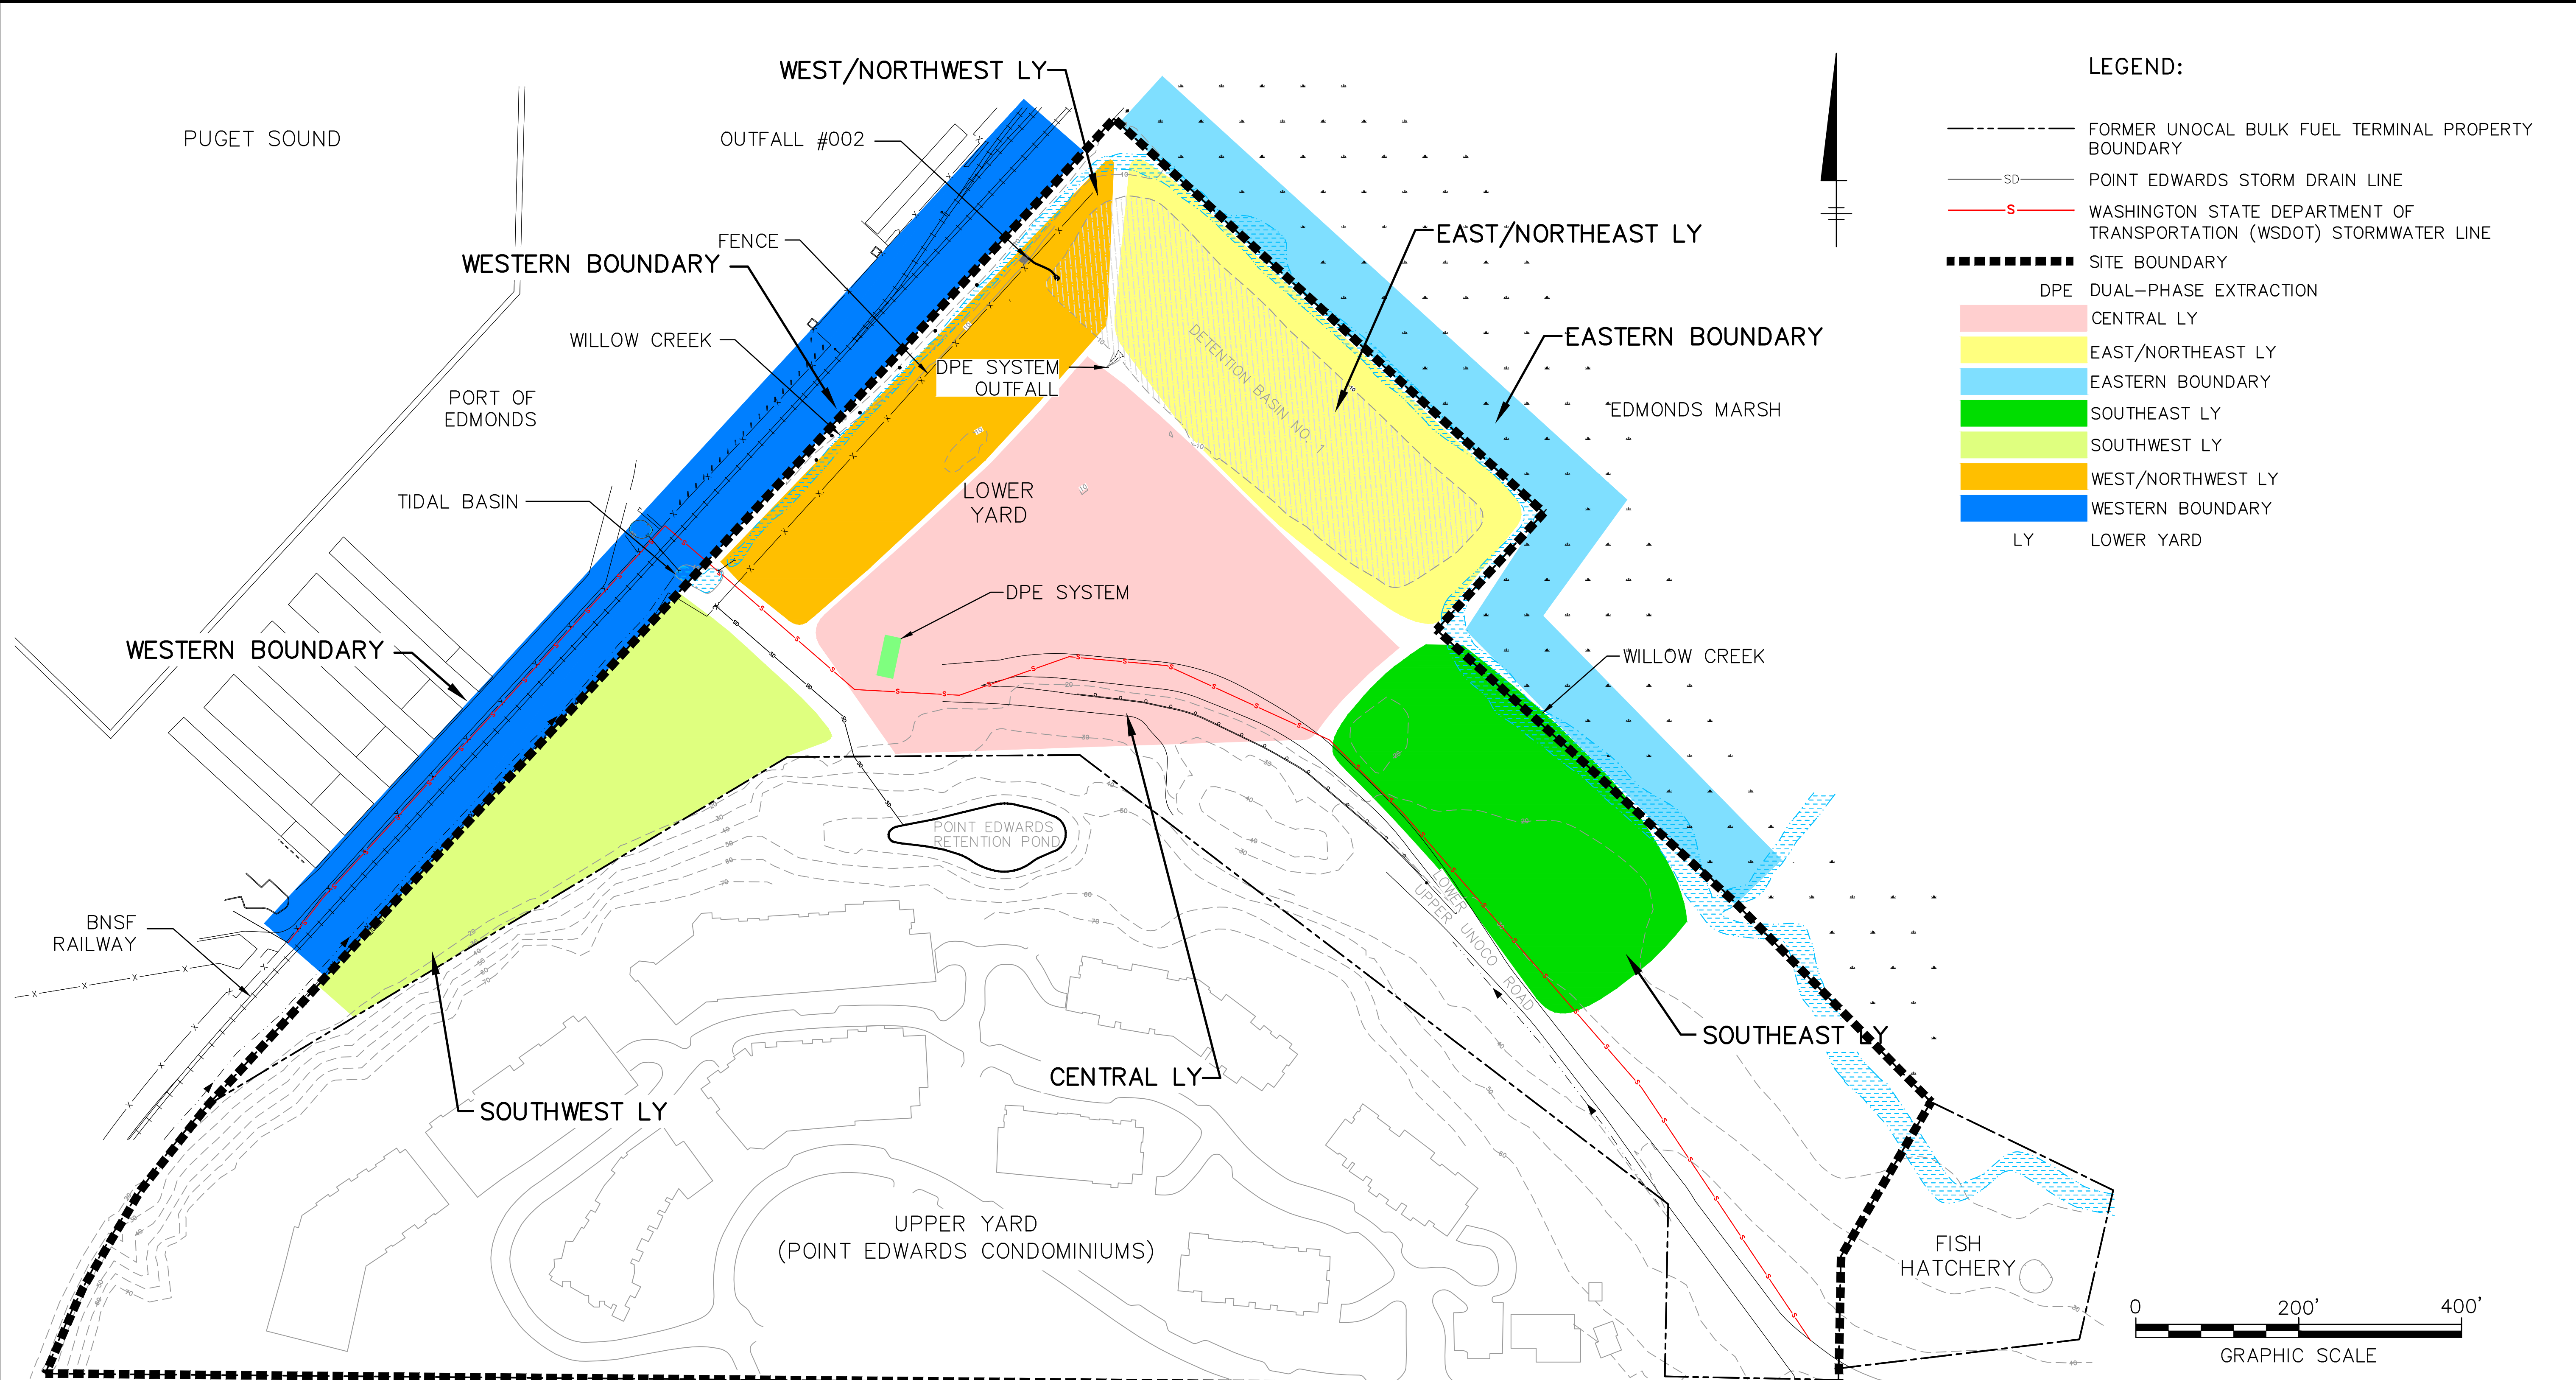 WEST/NORTHWEST LY
OUTFALL #002
PUGET SOUND
FENCE
WESTERN BOUNDARY
WILLOW CREEK
DPE SYSTEM
OUTFALL
PORT OF
EDMONDS
TIDAL BASIN
LOWER
YARD
DPE SYSTEM
WESTERN BOUNDARY
EAST/NORTHEAST LY
DETENTION BASIN NO. 1
EASTERN BOUNDARY
EDMONDS MARSH
WILLOW CREEK
POINT EDWARDS
RETENTION POND
BNSF
RAILWAY
LOWER
UPPER UNOCO ROAD
SOUTHEAST LY
CENTRAL LY
SOUTHWEST LY
UPPER YARD
(POINT EDWARDS CONDOMINIUMS)
FISH
HATCHERY
LEGEND:
FORMER UNOCAL BULK FUEL TERMINAL PROPERTY
BOUNDARY
SD POINT EDWARDS STORM DRAIN LINE
S WASHINGTON STATE DEPARTMENT OF
TRANSPORTATION (WSDOT) STORMWATER LINE
SITE BOUNDARY
DPE DUAL-PHASE EXTRACTION
CENTRAL LY
EAST/NORTHEAST LY
EASTERN BOUNDARY
SOUTHEAST LY
SOUTHWEST LY
WEST/NORTHWEST LY
WESTERN BOUNDARY
LY LOWER YARD
0 200' 400'
GRAPHIC SCALE